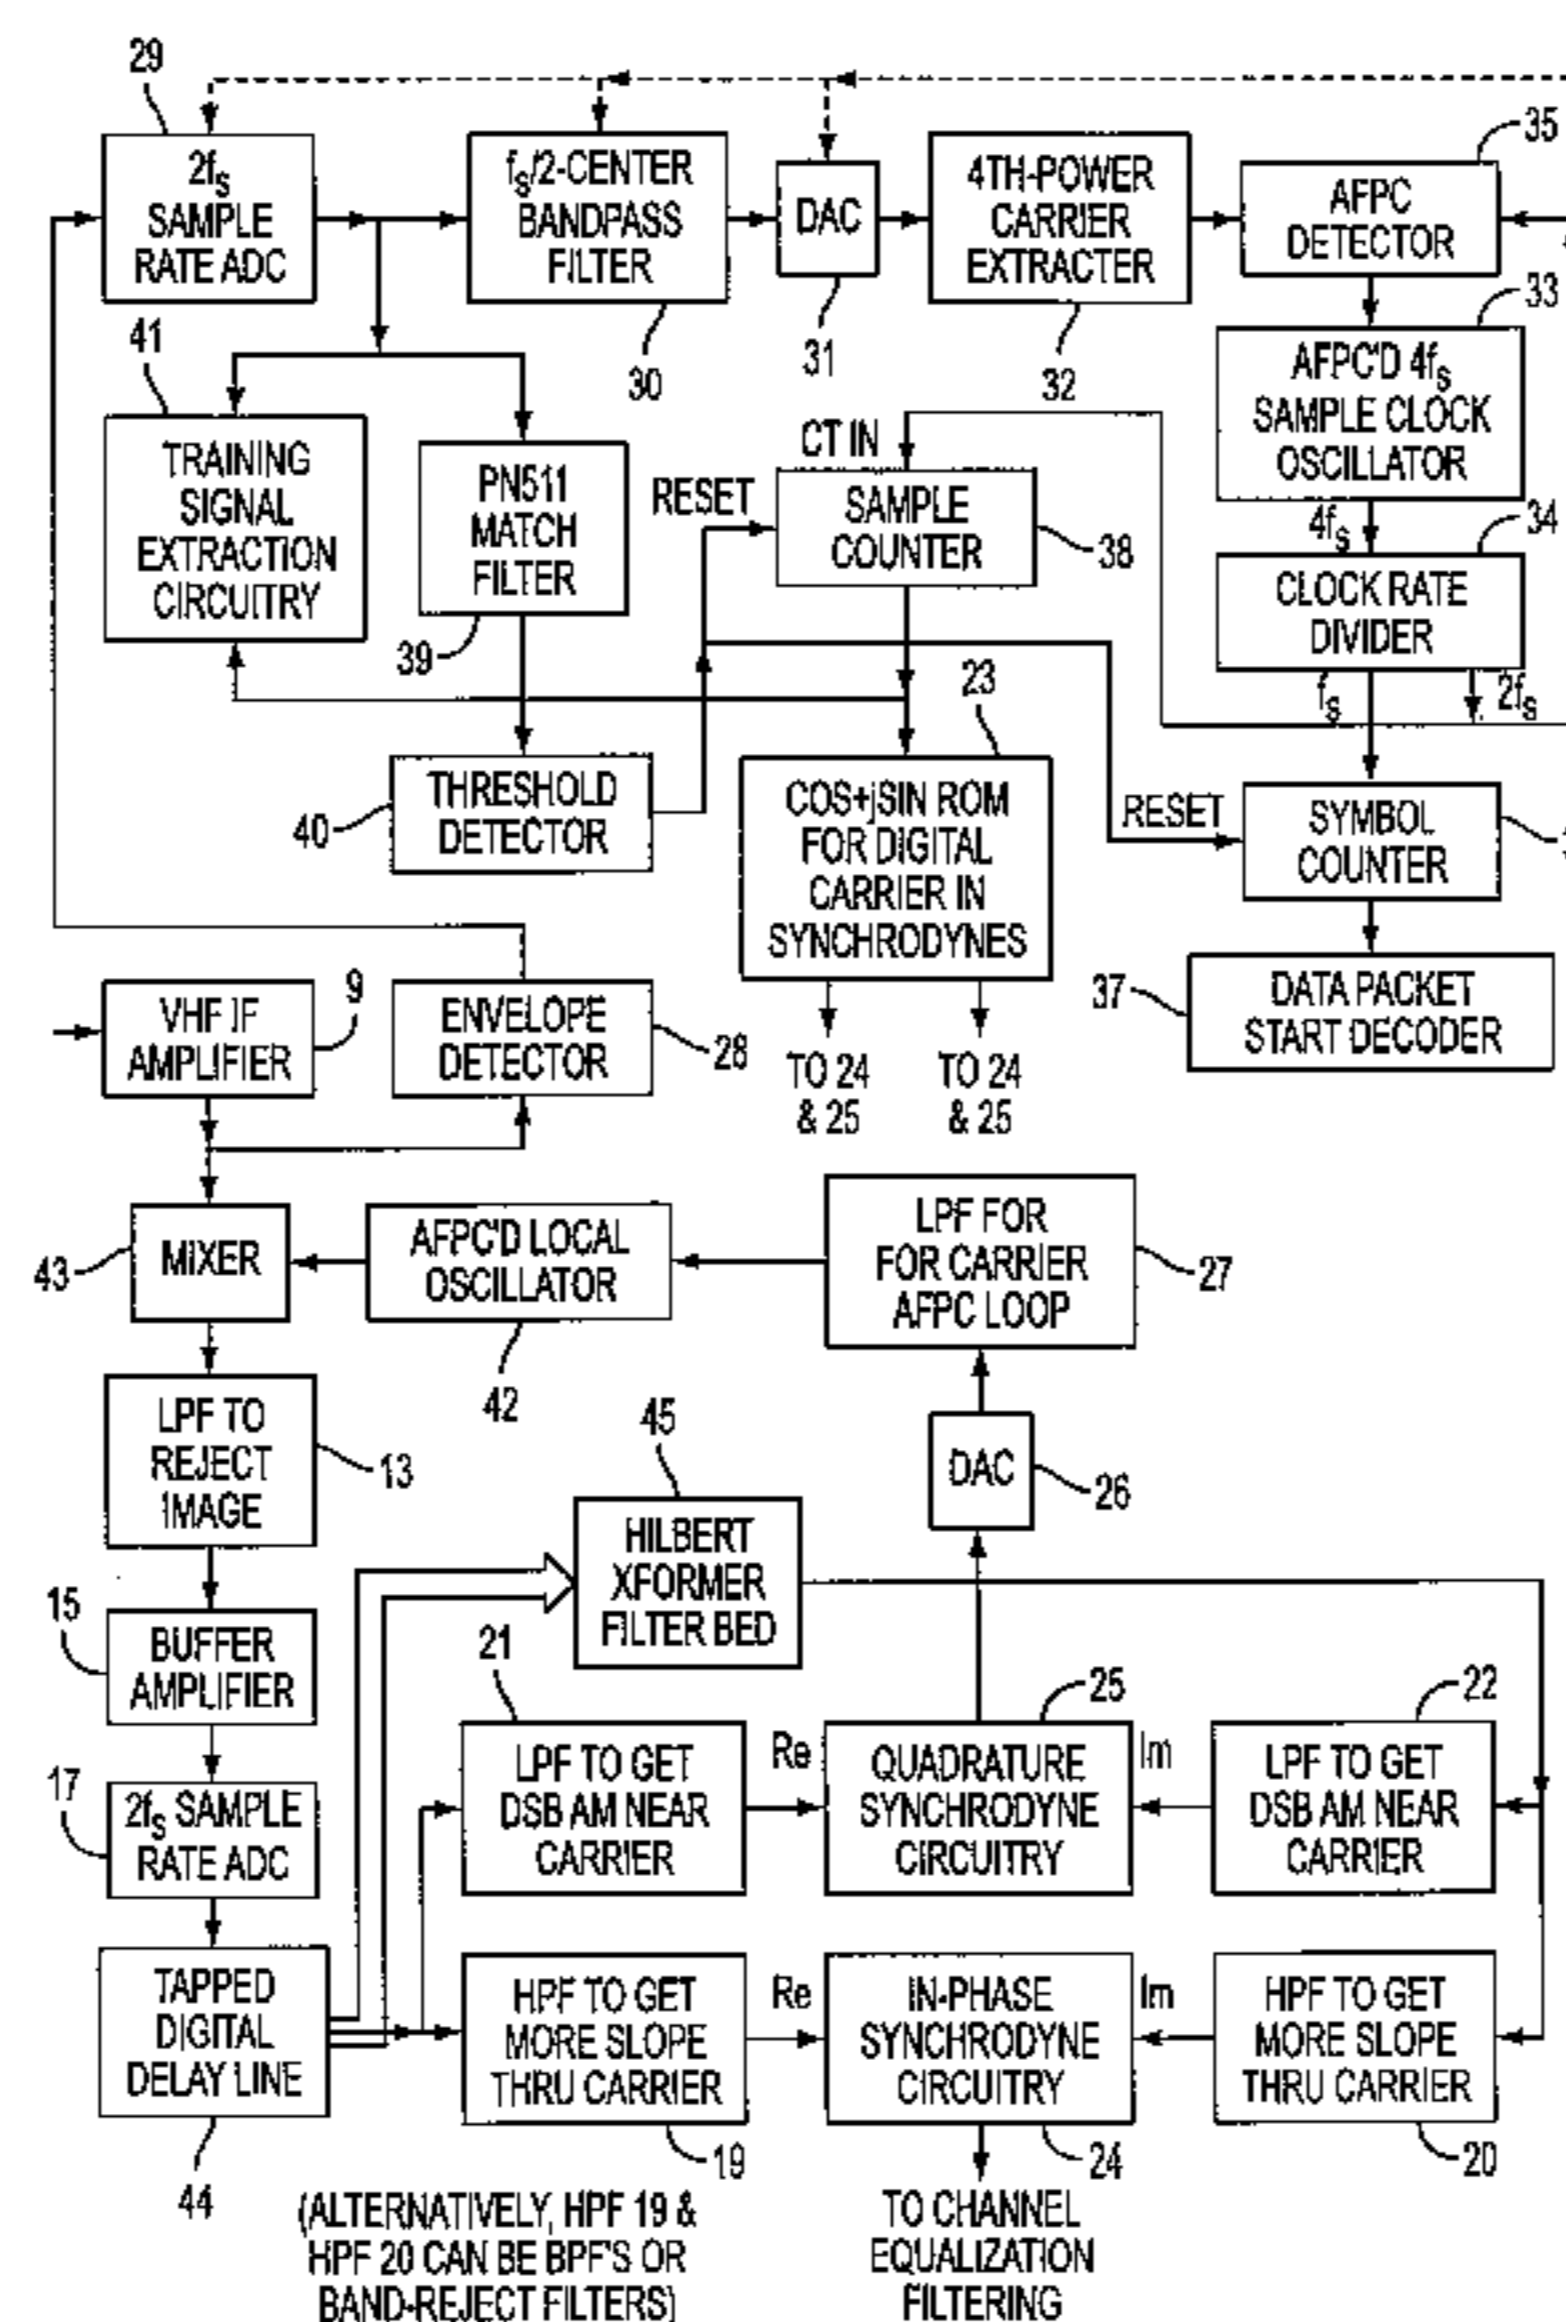 29
2fs
SAMPLE
RATE ADC
fs/2-CENTER
BANDPASS
FILTER
30
DAC
31
4TH-POWER
CARRIER
EXTRACTER
32
35
AFPC
DETECTOR
33
AFPC'D 4fs
SAMPLE CLOCK
OSCILLATOR
4fs
34
CLOCK RATE
DIVIDER
fs
2fs
41
TRAINING
SIGNAL
EXTRACTION
CIRCUITRY
PN511
MATCH
FILTER
39
CT IN
RESET
SAMPLE
COUNTER
38
THRESHOLD
DETECTOR
40
23
COS+jSIN ROM
FOR DIGITAL
CARRIER IN
SYNCHRODYNES
TO 24
& 25
TO 24
& 25
RESET
SYMBOL
COUNTER
37
DATA PACKET
START DECODER
VHF IF
AMPLIFIER
9
ENVELOPE
DETECTOR
28
43
MIXER
AFPC'D LOCAL
OSCILLATOR
42
LPF FOR
FOR CARRIER
AFPC LOOP
27
LPF TO
REJECT
IMAGE
13
45
HILBERT
XFORMER
FILTER BED
DAC
26
15
BUFFER
AMPLIFIER
17
2fs SAMPLE
RATE ADC
21
LPF TO GET
DSB AM NEAR
CARRIER
Re
25
QUADRATURE
SYNCHRODYNE
CIRCUITRY
Im
22
LPF TO GET
DSB AM NEAR
CARRIER
TAPPED
DIGITAL
DELAY LINE
44
HPF TO GET
MORE SLOPE
THRU CARRIER
19
Re
IN-PHASE
SYNCHRODYNE
CIRCUITRY
24
Im
HPF TO GET
MORE SLOPE
THRU CARRIER
20
(ALTERNATIVELY, HPF 19 &
HPF 20 CAN BE BPF'S OR
BAND-REJECT FILTERS)
TO CHANNEL
EQUALIZATION
FILTERING